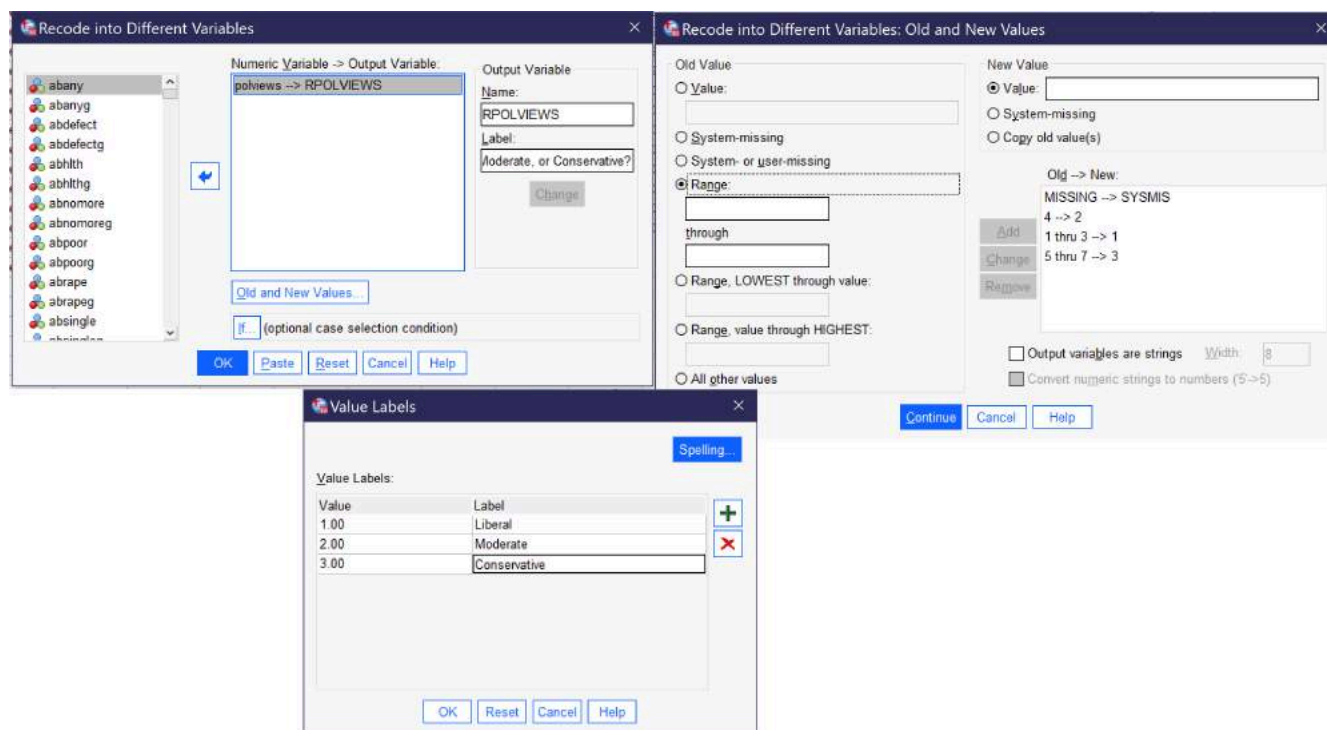 Recode into Different Variables
abany
abanyg
abdefect
abdefectg
abhlth
abhlthg
abnomore
abnomoreg
abpoor
abpoorg
abrape
abrapeg
absingle
Numeric Variable -> Output Variable:
polviews --> RPOLVIEWS
Old and New Values...
If... (optional case selection condition)
Output Variable
Name:
RPOLVIEWS
Label:
Moderate, or Conservative?
Change
OK Paste Reset Cancel Help
Recode into Different Variables: Old and New Values
Old Value
Value:
System-missing
System- or user-missing
Range:
through
Range, LOWEST through value:
Range, value through HIGHEST:
All other values
New Value
Value:
System-missing
Copy old value(s)
Old --> New:
MISSING --> SYSMIS
4 --> 2
1 thru 3 --> 1
5 thru 7 --> 3
Add
Change
Remove
Output variables are strings Width: 8
Convert numeric strings to numbers ('5'->5)
Continue Cancel Help
Value Labels
Spelling...
Value Labels:
Value Label
1.00 Liberal
2.00 Moderate
3.00 Conservative
OK Reset Cancel Help